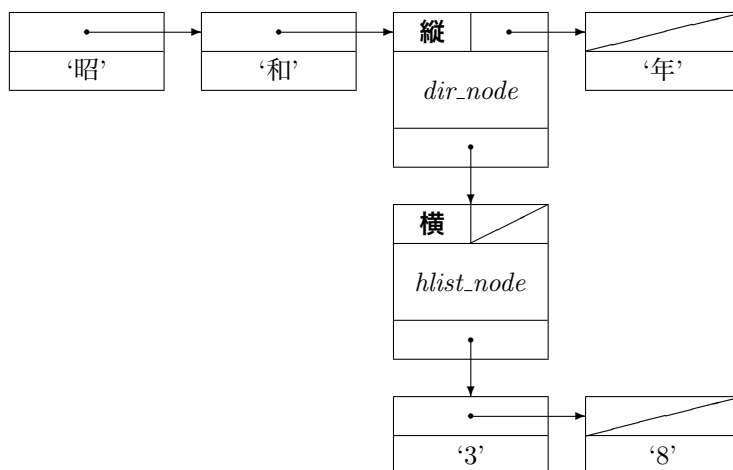 縦
‘昭’ ‘和’ ‘年’
dir_node
横
hlist_node
‘3’ ‘8’